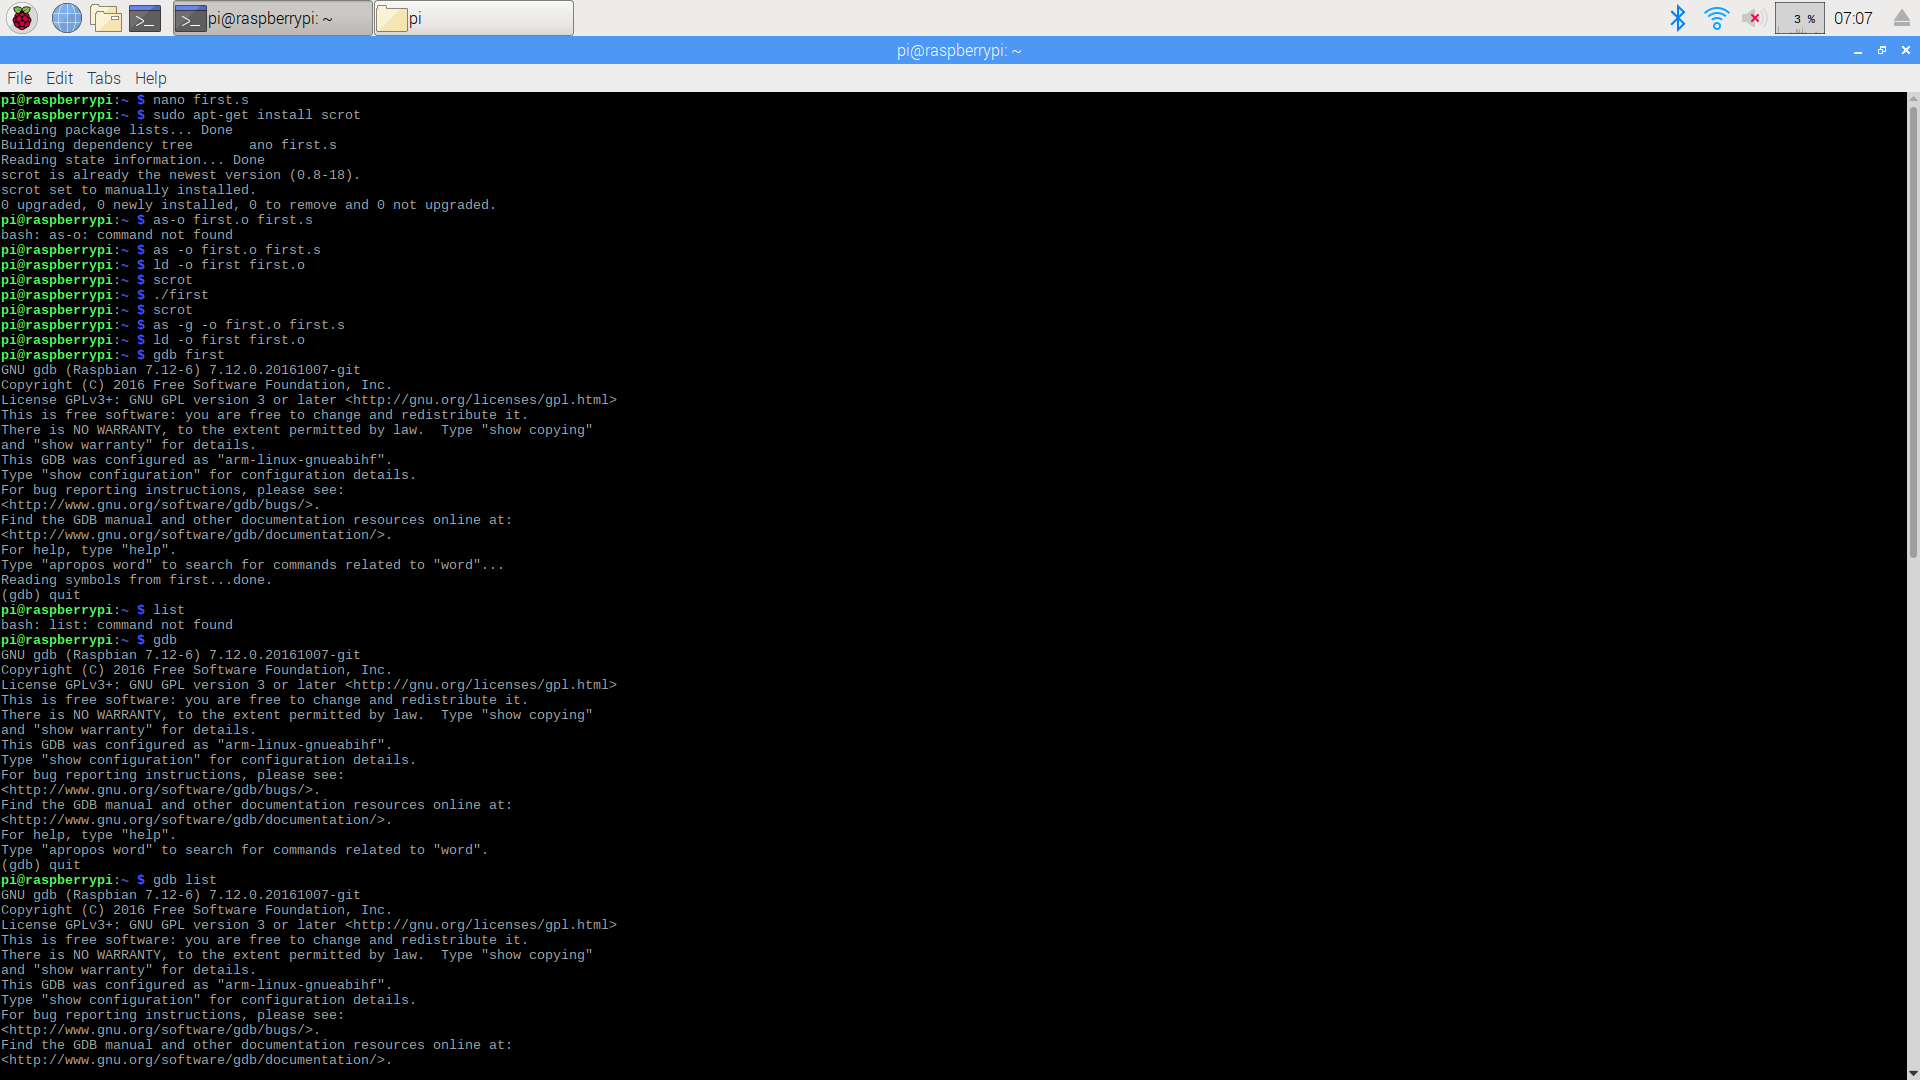 pi@raspberrypi: ~
pi
3 %
07:07
pi@raspberrypi: ~
File Edit Tabs Help
pi@raspberrypi:~ $ nano first.s
pi@raspberrypi:~ $ sudo apt-get install scrot
Reading package lists... Done
Building dependency tree       ano first.s
Reading state information... Done
scrot is already the newest version (0.8-18).
scrot set to manually installed.
0 upgraded, 0 newly installed, 0 to remove and 0 not upgraded.
pi@raspberrypi:~ $ as-o first.o first.s
bash: as-o: command not found
pi@raspberrypi:~ $ as -o first.o first.s
pi@raspberrypi:~ $ ld -o first first.o
pi@raspberrypi:~ $ scrot
pi@raspberrypi:~ $ ./first
pi@raspberrypi:~ $ scrot
pi@raspberrypi:~ $ as -g -o first.o first.s
pi@raspberrypi:~ $ ld -o first first.o
pi@raspberrypi:~ $ gdb first
GNU gdb (Raspbian 7.12-6) 7.12.0.20161007-git
Copyright (C) 2016 Free Software Foundation, Inc.
License GPLv3+: GNU GPL version 3 or later <http://gnu.org/licenses/gpl.html>
This is free software: you are free to change and redistribute it.
There is NO WARRANTY, to the extent permitted by law.  Type "show copying"
and "show warranty" for details.
This GDB was configured as "arm-linux-gnueabihf".
Type "show configuration" for configuration details.
For bug reporting instructions, please see:
<http://www.gnu.org/software/gdb/bugs/>.
Find the GDB manual and other documentation resources online at:
<http://www.gnu.org/software/gdb/documentation/>.
For help, type "help".
Type "apropos word" to search for commands related to "word"...
Reading symbols from first...done.
(gdb) quit
pi@raspberrypi:~ $ list
bash: list: command not found
pi@raspberrypi:~ $ gdb
GNU gdb (Raspbian 7.12-6) 7.12.0.20161007-git
Copyright (C) 2016 Free Software Foundation, Inc.
License GPLv3+: GNU GPL version 3 or later <http://gnu.org/licenses/gpl.html>
This is free software: you are free to change and redistribute it.
There is NO WARRANTY, to the extent permitted by law.  Type "show copying"
and "show warranty" for details.
This GDB was configured as "arm-linux-gnueabihf".
Type "show configuration" for configuration details.
For bug reporting instructions, please see:
<http://www.gnu.org/software/gdb/bugs/>.
Find the GDB manual and other documentation resources online at:
<http://www.gnu.org/software/gdb/documentation/>.
For help, type "help".
Type "apropos word" to search for commands related to "word".
(gdb) quit
pi@raspberrypi:~ $ gdb list
GNU gdb (Raspbian 7.12-6) 7.12.0.20161007-git
Copyright (C) 2016 Free Software Foundation, Inc.
License GPLv3+: GNU GPL version 3 or later <http://gnu.org/licenses/gpl.html>
This is free software: you are free to change and redistribute it.
There is NO WARRANTY, to the extent permitted by law.  Type "show copying"
and "show warranty" for details.
This GDB was configured as "arm-linux-gnueabihf".
Type "show configuration" for configuration details.
For bug reporting instructions, please see:
<http://www.gnu.org/software/gdb/bugs/>.
Find the GDB manual and other documentation resources online at:
<http://www.gnu.org/software/gdb/documentation/>.